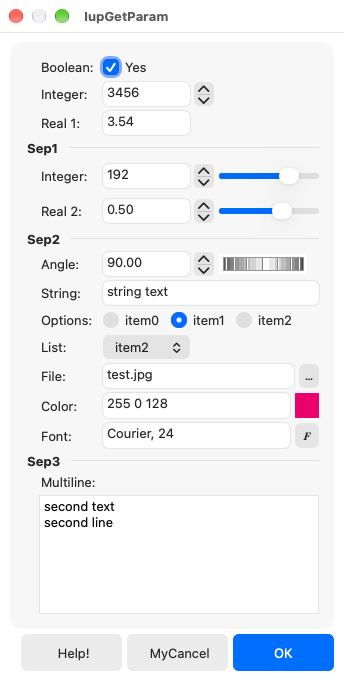 IupGetParam
Boolean: Yes
Integer: 3456
Real 1: 3.54
Sep1
Integer: 192
Real 2: 0.50
Sep2
Angle: 90.00
String: string text
Options: item0 item1 item2
List: item2
File: test.jpg ...
Color: 255 0 128
Font: Courier, 24 F
Sep3
Multiline:
second text
second line
Help! MyCancel OK